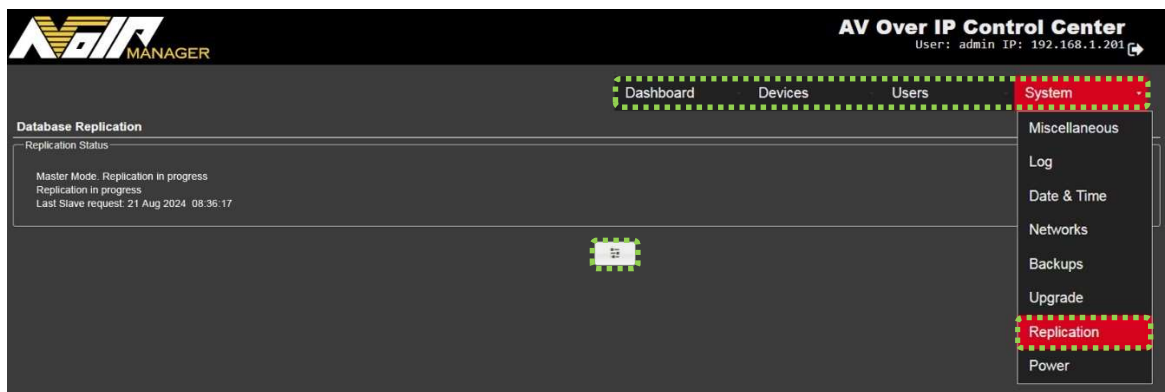 AVoIP
MANAGER
AV Over IP Control Center
User: admin IP: 192.168.1.201
Dashboard Devices Users System
Database Replication
Replication Status
Master Mode. Replication in progress
Replication in progress
Last Slave request: 21 Aug 2024 08:36:17
Miscellaneous
Log
Date & Time
Networks
Backups
Upgrade
Replication
Power